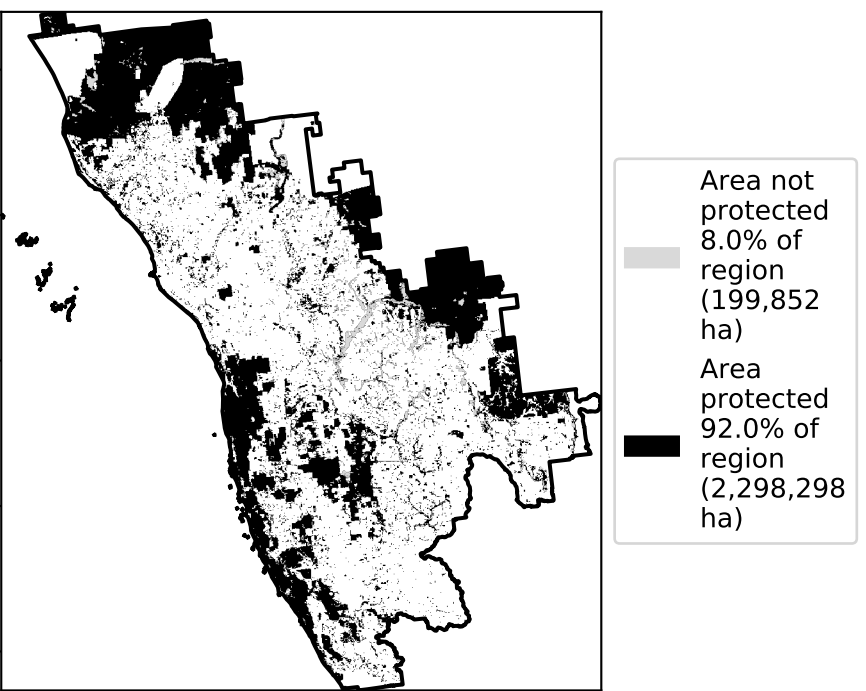 Area not
protected
8.0% of
region
(199,852
ha)
Area
protected
92.0% of
region
(2,298,298
ha)